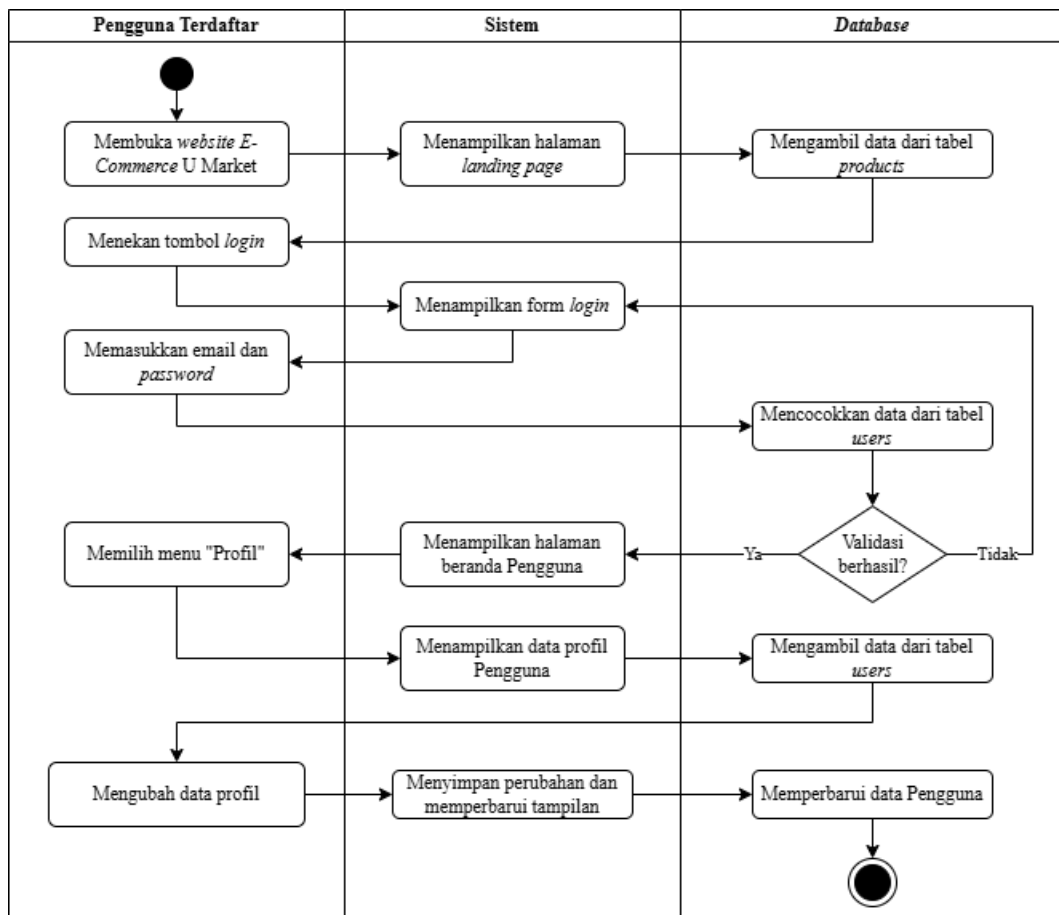 Pengguna Terdaftar
Sistem
Database
Membuka website E-
Commerce U Market
Menampilkan halaman
landing page
Mengambil data dari tabel
products
Menekan tombol login
Menampilkan form login
Memasukkan email dan
password
Mencocokkan data dari tabel
users
Memilih menu "Profil"
Menampilkan halaman
beranda Pengguna
Ya
Validasi
berhasil?
Tidak
Menampilkan data profil
Pengguna
Mengambil data dari tabel
users
Mengubah data profil
Menyimpan perubahan dan
memperbarui tampilan
Memperbarui data Pengguna